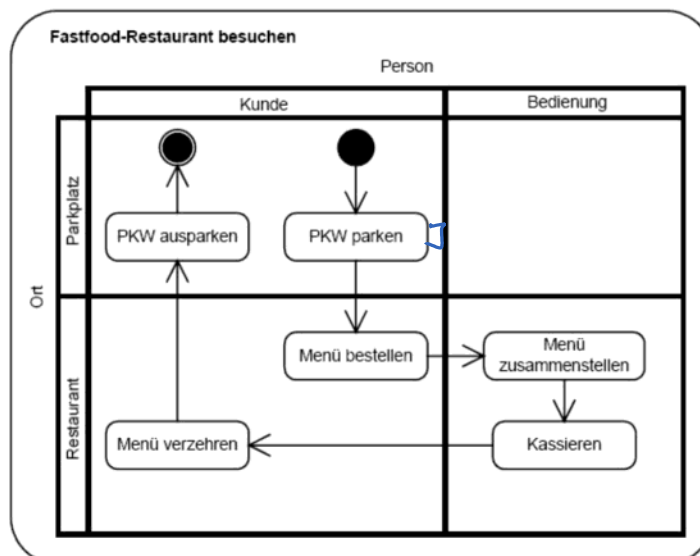 Fastfood-Restaurant besuchen
Person
Kunde
Bedienung
Ort
Parkplatz
PKW ausparken
PKW parken
Restaurant
Menü bestellen
Menü
zusammenstellen
Menü verzehren
Kassieren